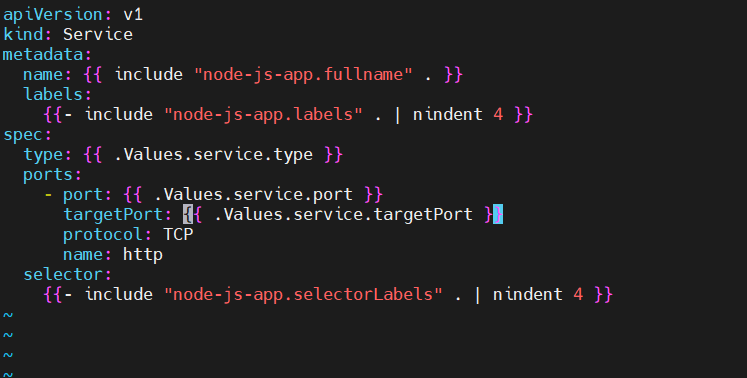 apiVersion: v1
kind: Service
metadata:
  name: {{ include "node-js-app.fullname" . }}
  labels:
    {{- include "node-js-app.labels" . | nindent 4 }}
spec:
  type: {{ .Values.service.type }}
  ports:
    - port: {{ .Values.service.port }}
      targetPort: {{ .Values.service.targetPort }}
      protocol: TCP
      name: http
  selector:
    {{- include "node-js-app.selectorLabels" . | nindent 4 }}
~
~
~
~